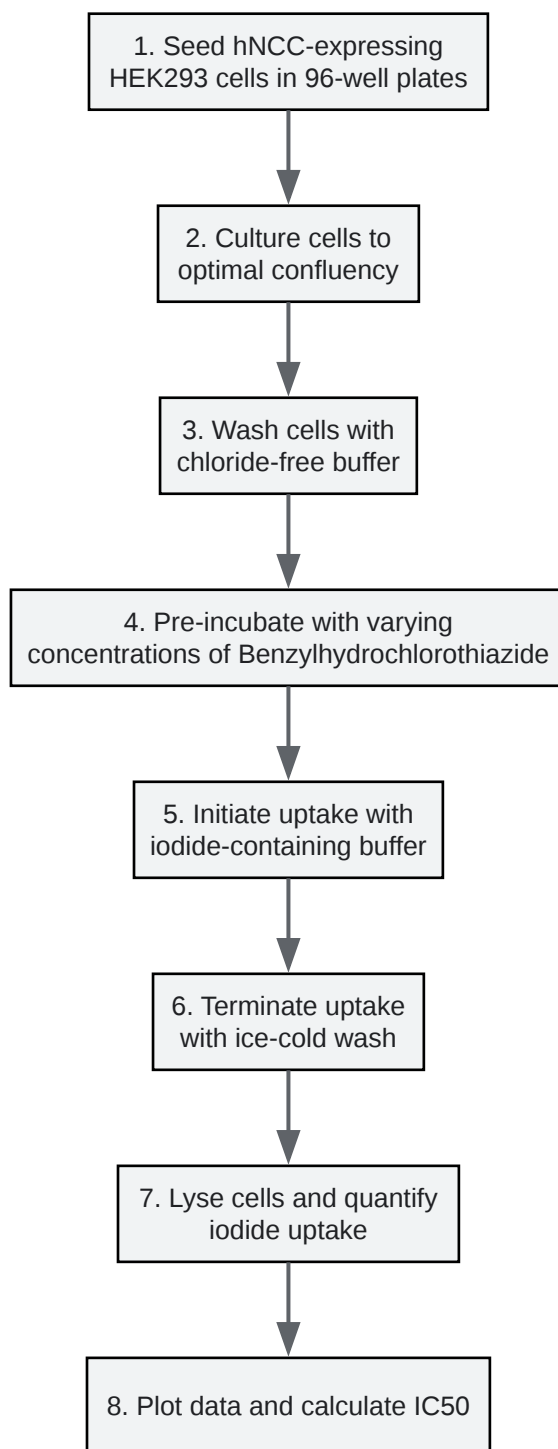 1. Seed hNCC-expressing
HEK293 cells in 96-well plates
2. Culture cells to
optimal confluency
3. Wash cells with
chloride-free buffer
4. Pre-incubate with varying
concentrations of Benzylhydrochlorothiazide
5. Initiate uptake with
iodide-containing buffer
6. Terminate uptake
with ice-cold wash
7. Lyse cells and quantify
iodide uptake
8. Plot data and calculate IC50